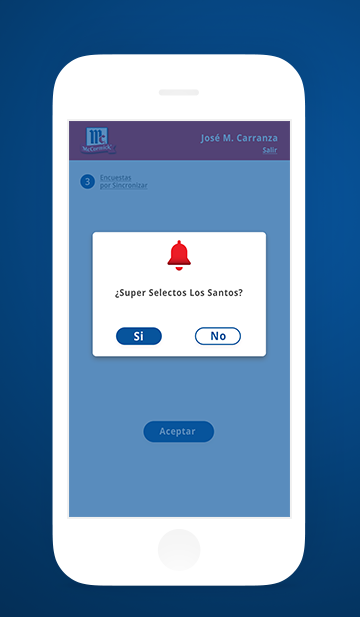 Mc
McCormick
José M. Carranza
Salir
3
Encuestas
por Sincronizar
¿Super Selectos Los Santos?
Si
No
Aceptar